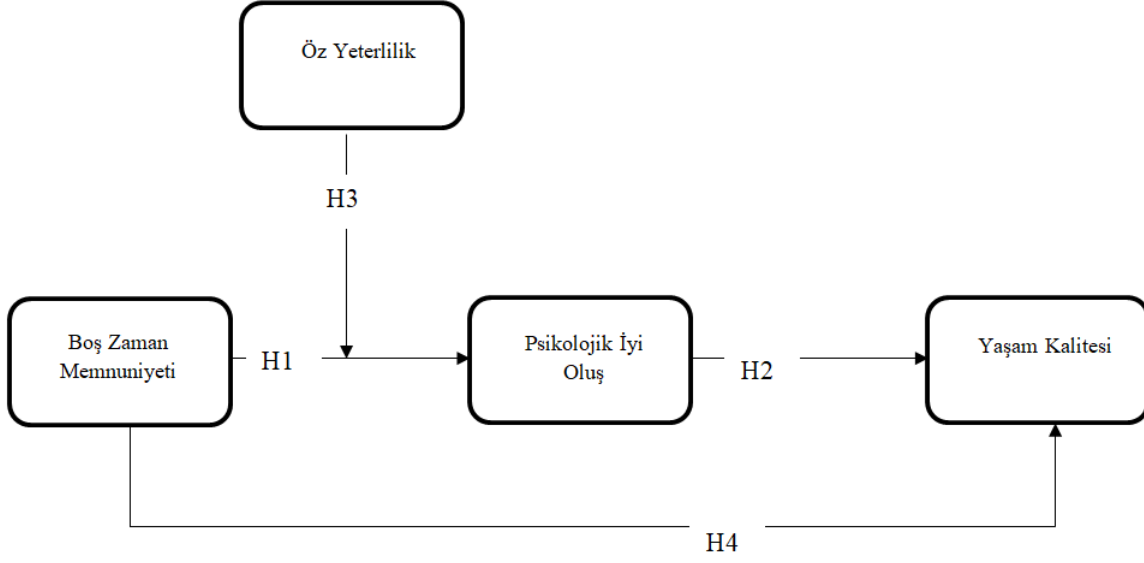 Öz Yeterlilik
H3
Boş Zaman
Memnuniyeti
H1
Psikolojik İyi
Oluş
H2
Yaşam Kalitesi
H4